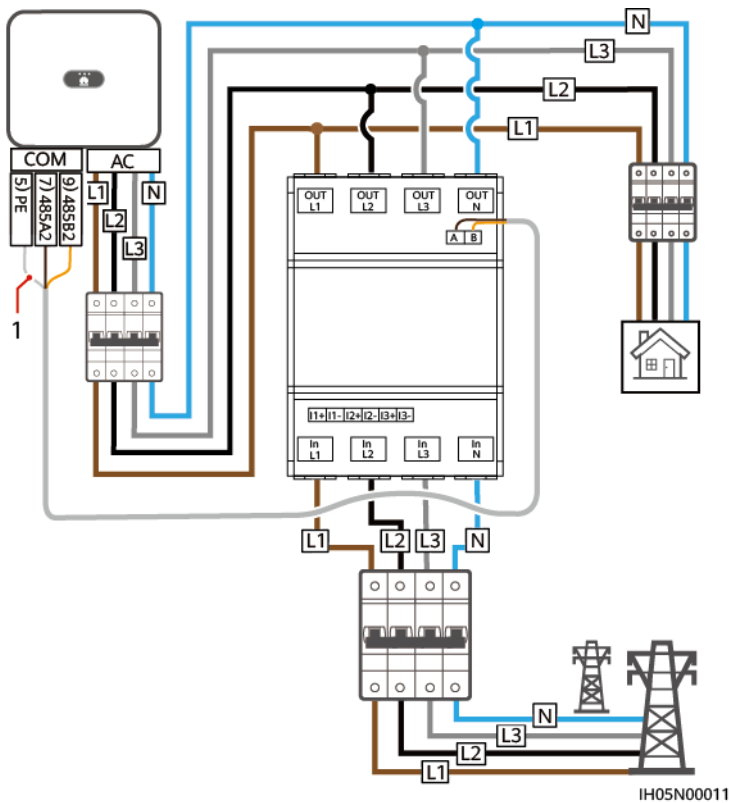 N
L3
L2
L1
COM
AC
5) PE
7) 485A2
9) 485B2
L1
L2
L3
N
1
OUT L1
OUT L2
OUT L3
OUT N
A B
I1+ I1- I2+ I2- I3+ I3-
In L1
In L2
In L3
In N
L1
L2
L3
N
N
L3
L2
L1
IH05N00011